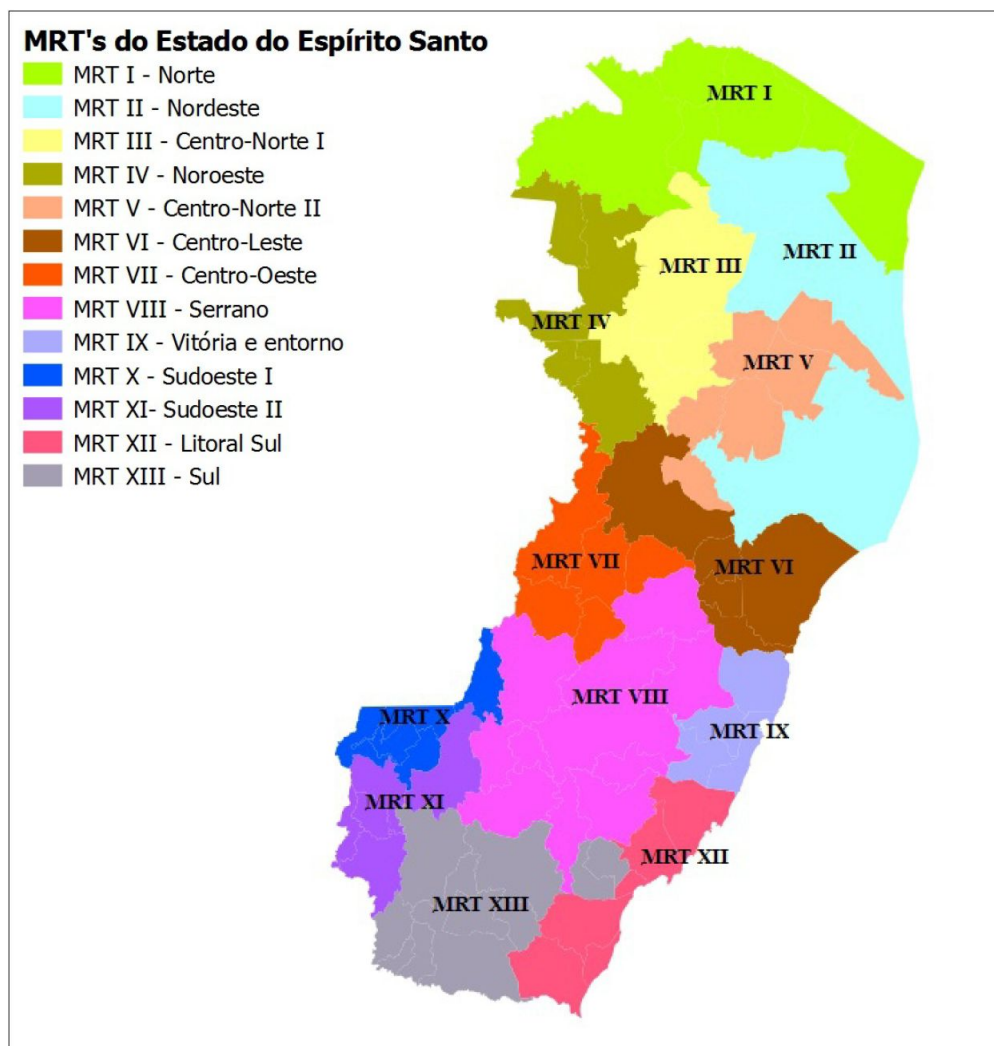 MRT's do Estado do Espírito Santo
MRT I - Norte
MRT II - Nordeste
MRT III - Centro-Norte I
MRT IV - Noroeste
MRT V - Centro-Norte II
MRT VI - Centro-Leste
MRT VII - Centro-Oeste
MRT VIII - Serrano
MRT IX - Vitória e entorno
MRT X - Sudoeste I
MRT XI- Sudoeste II
MRT XII - Litoral Sul
MRT XIII - Sul
MRT I
MRT II
MRT III
MRT IV
MRT V
MRT VII
MRT VI
MRT VIII
MRT X
MRT IX
MRT XI
MRT XII
MRT XIII